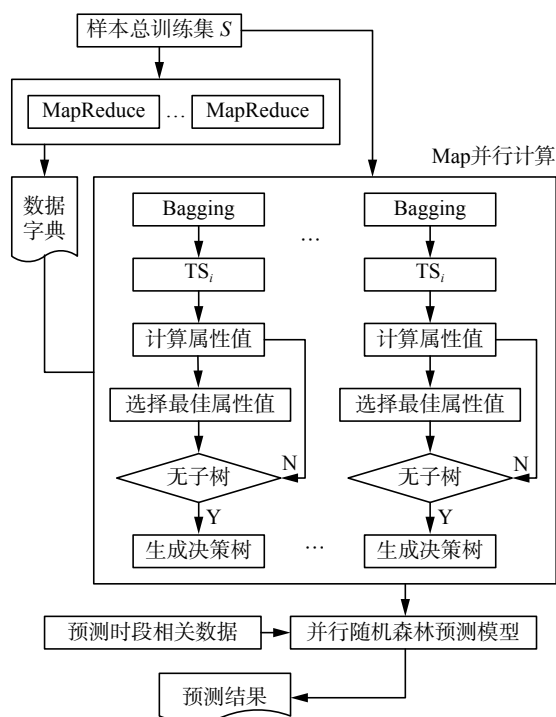 样本总训练集 S
MapReduce … MapReduce
Map并行计算
数据
字典
Bagging … Bagging
TSi TSi
计算属性值 计算属性值
选择最佳属性值 选择最佳属性值
无子树 N 无子树 N
Y Y
生成决策树 … 生成决策树
预测时段相关数据 并行随机森林预测模型
预测结果